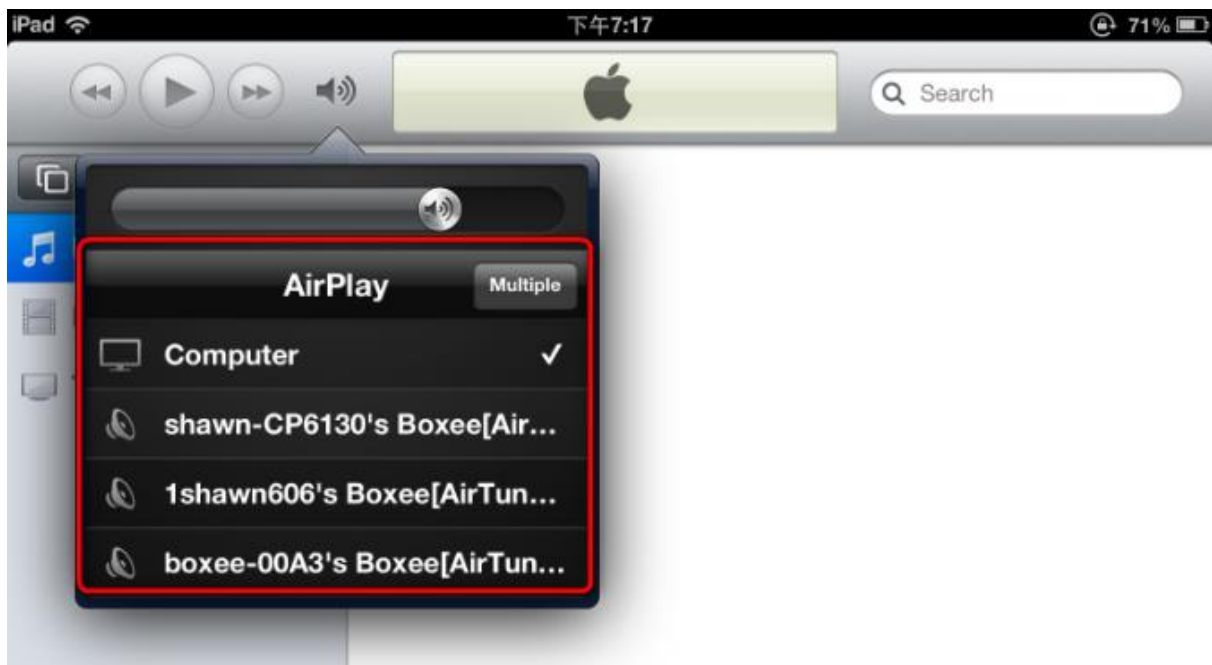 iPad 下午7:17 71%
Search
AirPlay Multiple
Computer
shawn-CP6130's Boxee[Air...
1shawn606's Boxee[AirTun...
boxee-00A3's Boxee[AirTun...